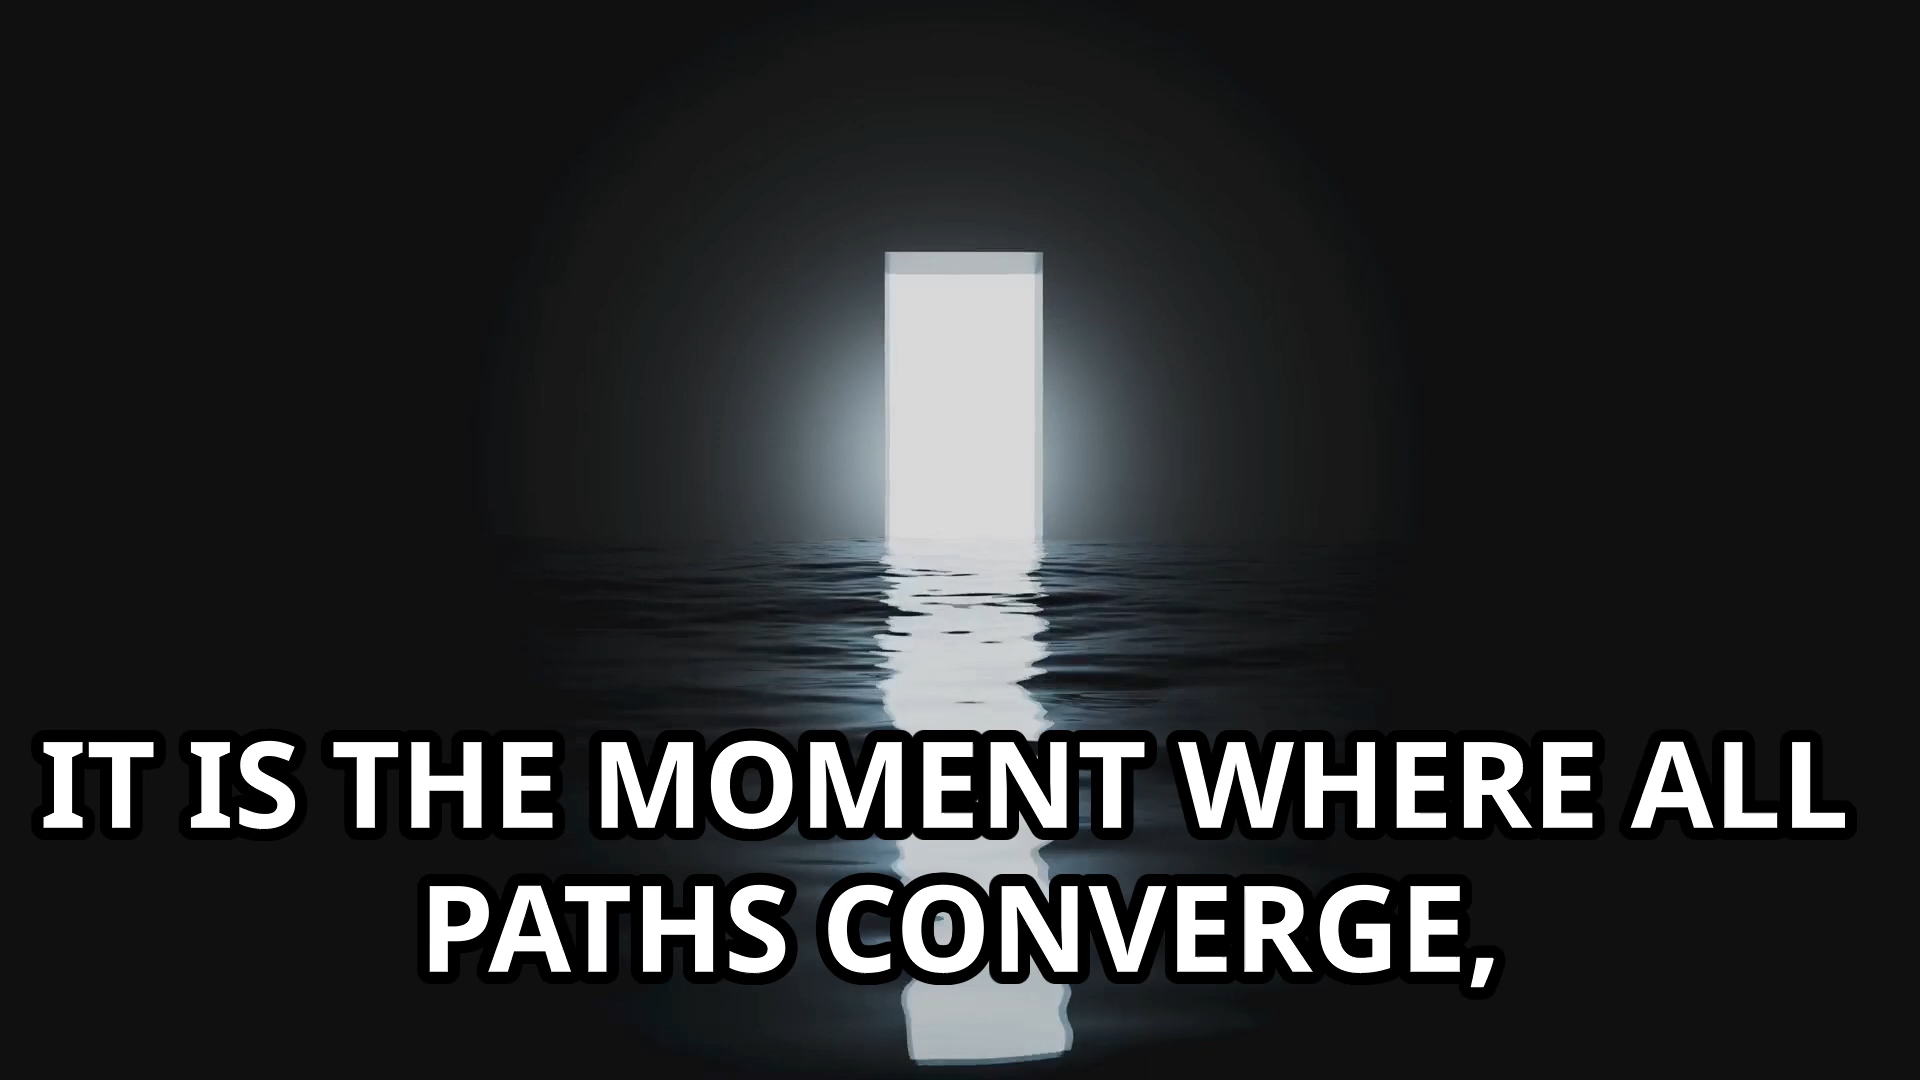 IT IS THE MOMENT WHERE ALL
PATHS CONVERGE,